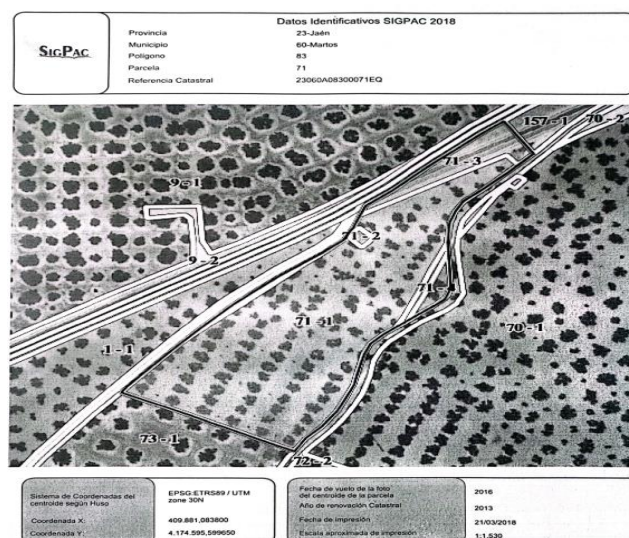 Datos Identificativos SIGPAC 2018
SIGPAC
Provincia 23-Jaén
Municipio 60-Martos
Polígono 83
Parcela 71
Referencia Catastral 23060A08300071EQ
157 - 1
70 - 2
71 - 3
9 - 1
71 - 2
9 - 2
71 - 4
71 - 1
70 - 1
1 - 1
73 - 1
72 - 2
Sistema de Coordenadas del centroide según Huso
EPSG:ETRS89 / UTM zone 30N
Coordenada X: 409.881,083800
Coordenada Y: 4.174.595,599650
Fecha de vuelo de la foto del centroide de la parcela 2016
Año de renovación Catastral 2013
Fecha de impresión 21/03/2018
Escala aproximada de impresión 1:1.530